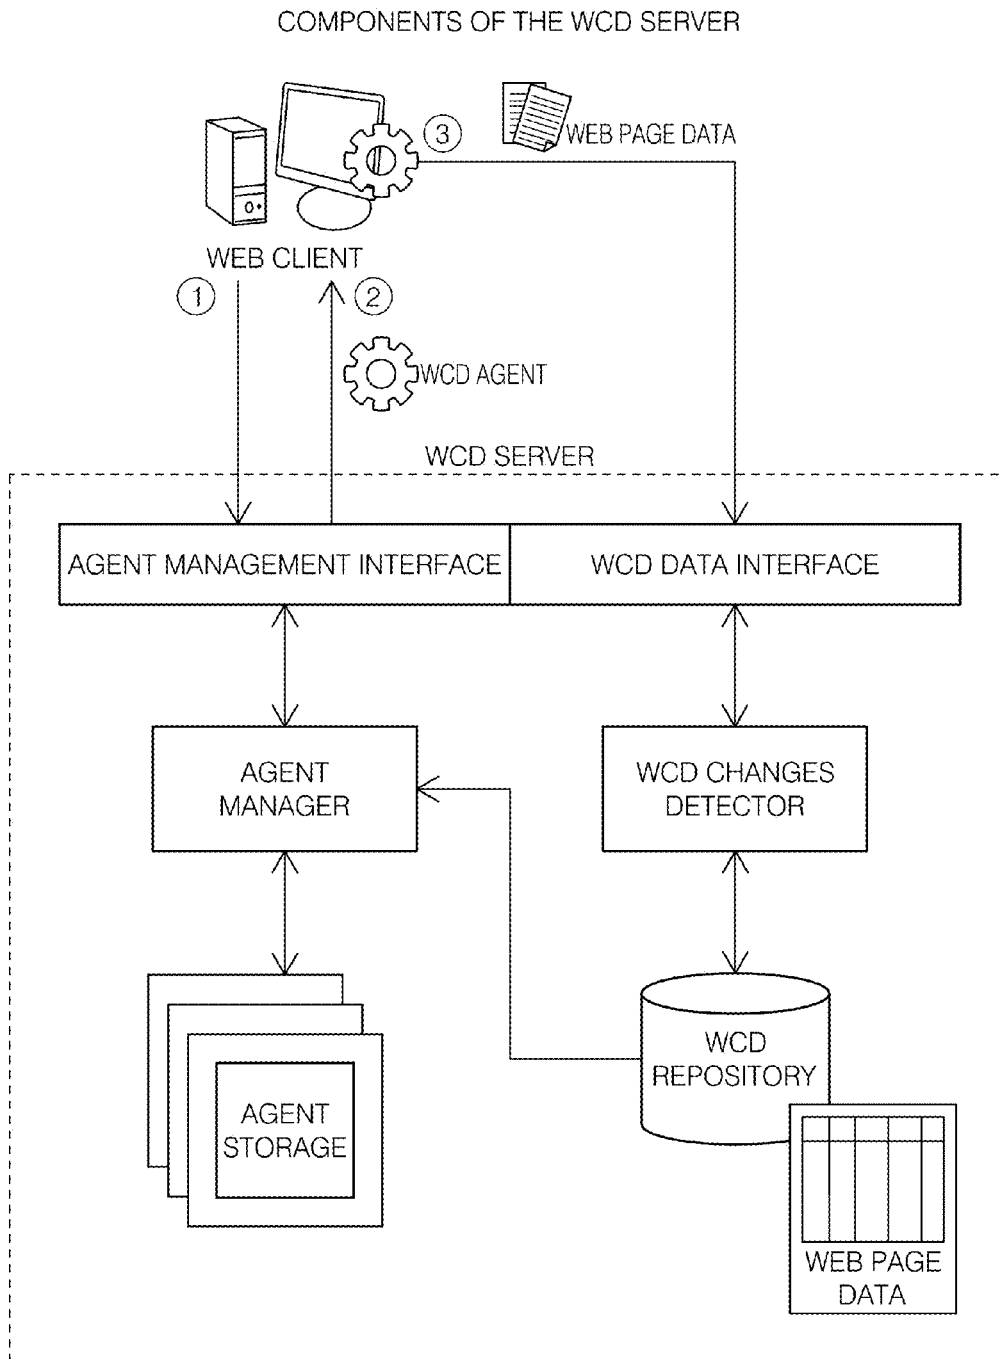 COMPONENTS OF THE WCD SERVER
3
WEB PAGE DATA
WEB CLIENT
1
2
WCD AGENT
WCD SERVER
AGENT MANAGEMENT INTERFACE
WCD DATA INTERFACE
AGENT
MANAGER
WCD CHANGES
DETECTOR
AGENT
STORAGE
WCD
REPOSITORY
WEB PAGE
DATA